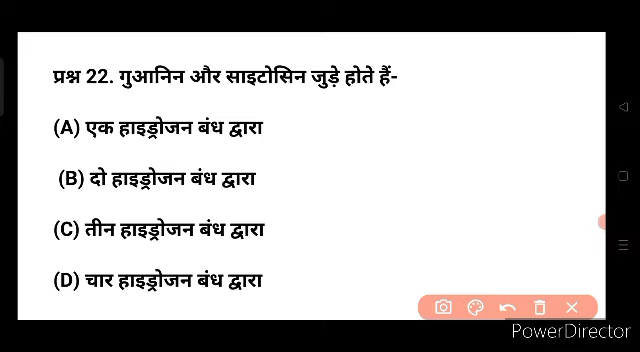 प्रश्न 22. गुआनिन और साइटोसिन जुड़े होते हैं-
(A) एक हाइड्रोजन बंध द्वारा
(B) दो हाइड्रोजन बंध द्वारा
(C) तीन हाइड्रोजन बंध द्वारा
(D) चार हाइड्रोजन बंध द्वारा
PowerDirector